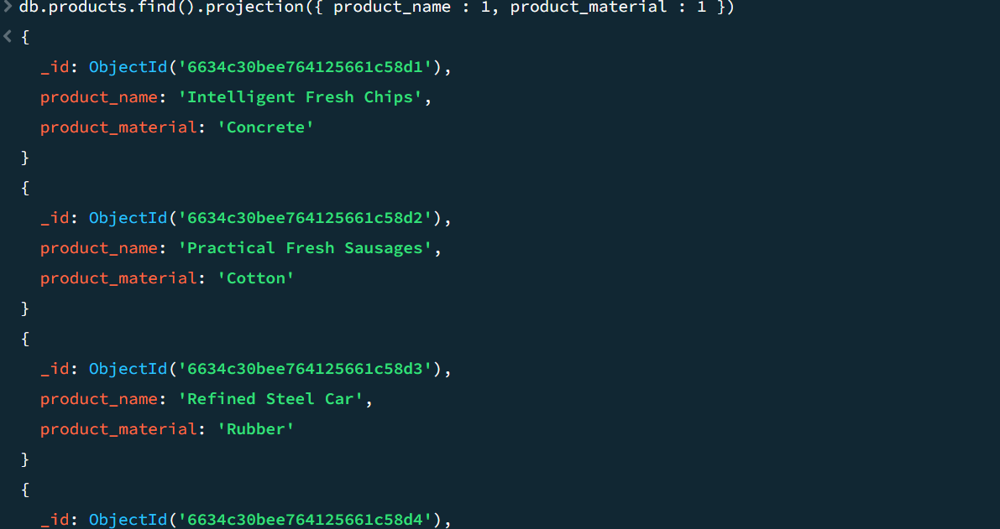 > db.products.find().projection({ product_name : 1, product_material : 1 })
< {
_id: ObjectId('6634c30bee764125661c58d1'),
product_name: 'Intelligent Fresh Chips',
product_material: 'Concrete'
}
{
_id: ObjectId('6634c30bee764125661c58d2'),
product_name: 'Practical Fresh Sausages',
product_material: 'Cotton'
}
{
_id: ObjectId('6634c30bee764125661c58d3'),
product_name: 'Refined Steel Car',
product_material: 'Rubber'
}
{
_id: ObjectId('6634c30bee764125661c58d4'),